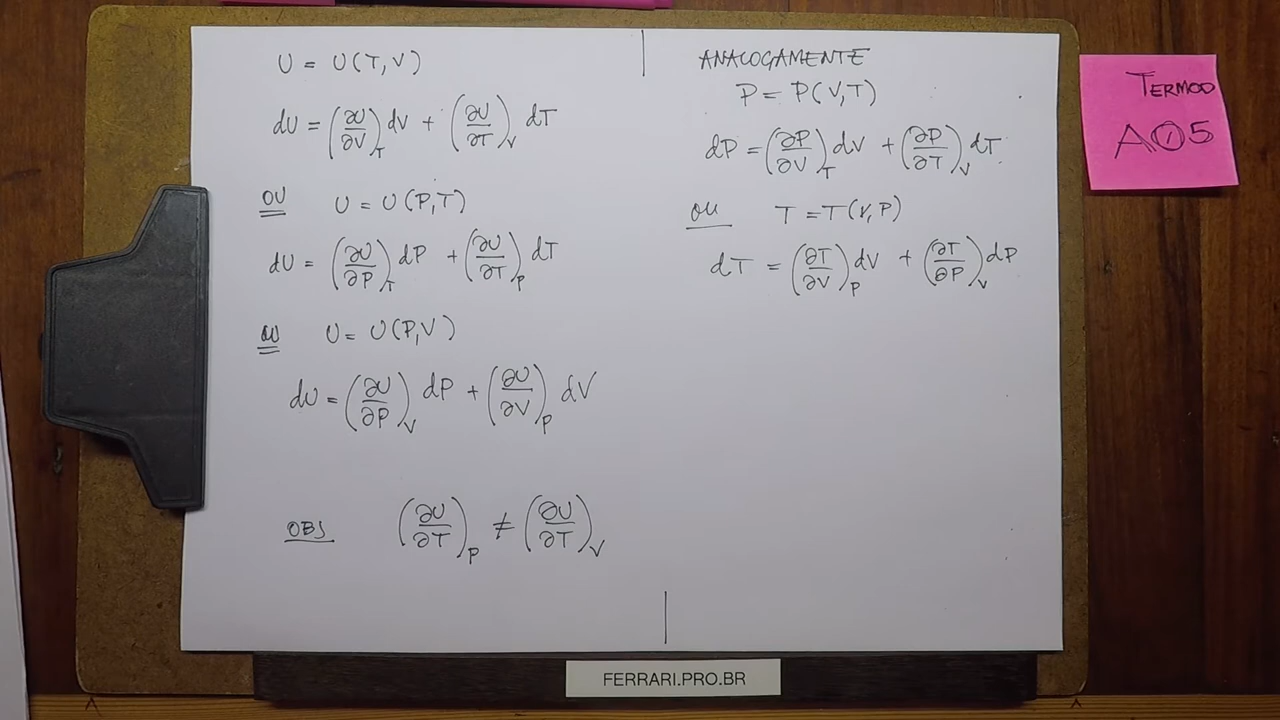 U = U(T,V)
dU = (∂U/∂V)_T dV + (∂U/∂T)_V dT
OU U = U(P,T)
dU = (∂U/∂P)_T dP + (∂U/∂T)_P dT
OU U = U(P,V)
dU = (∂U/∂P)_V dP + (∂U/∂V)_P dV
OBS (∂U/∂T)_P ≠ (∂U/∂T)_V
ANALOGAMENTE
P = P(V,T)
dP = (∂P/∂V)_T dV + (∂P/∂T)_V dT
OU T = T(V,P)
dT = (∂T/∂V)_P dV + (∂T/∂P)_V dP
TERMOD
A05
FERRARI.PRO.BR